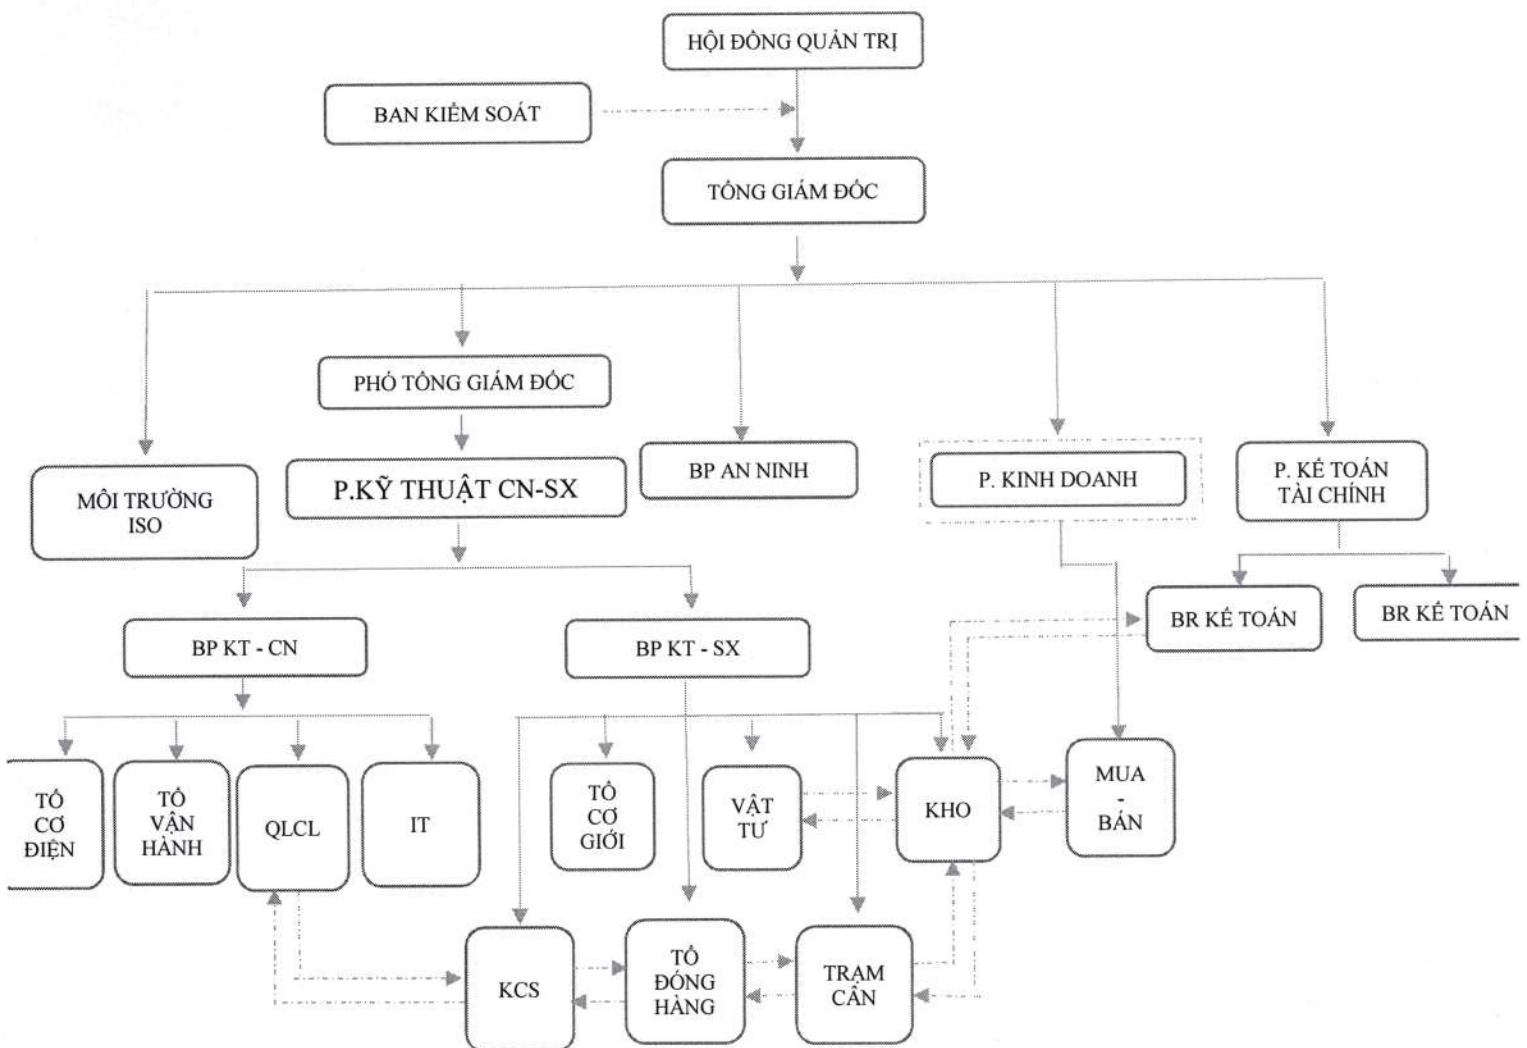 HỘI ĐỒNG QUẢN TRỊ
BAN KIỂM SOÁT
TỔNG GIÁM ĐỐC
PHÓ TỔNG GIÁM ĐỐC
MÔI TRƯỜNG
ISO
P.KỸ THUẬT CN-SX
BP AN NINH
P. KINH DOANH
P. KẾ TOÁN
TÀI CHÍNH
BP KT - CN
BP KT - SX
BR KẾ TOÁN
BR KẾ TOÁN
TỔ
CƠ
ĐIỆN
TỔ
VẬN
HÀNH
QLCL
IT
TỔ
CƠ
GIỚI
VẬT
TƯ
KHO
MUA
-
BÁN
KCS
TỔ
ĐÓNG
HÀNG
TRẠM
CÂN